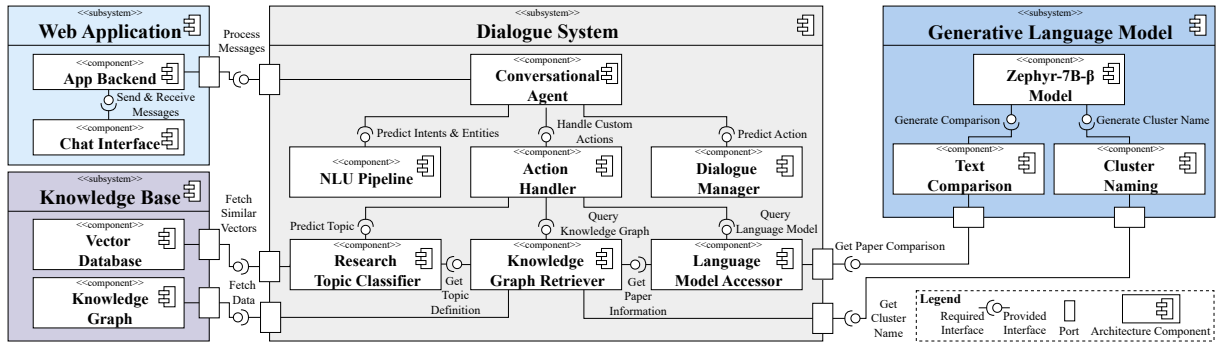 <<subsystem>>
Web Application
<<component>>
App Backend
Send & Receive
Messages
<<component>>
Chat Interface
Process
Messages
<<subsystem>>
Knowledge Base
<<component>>
Vector
Database
<<component>>
Knowledge
Graph
Fetch
Similar
Vectors
Fetch
Data
<<subsystem>>
Dialogue System
<<component>>
Conversational
Agent
Predict Intents & Entities
Handle Custom
Actions
Predict Action
<<component>>
NLU Pipeline
<<component>>
Action
Handler
<<component>>
Dialogue
Manager
Predict Topic
Query
Knowledge Graph
Query
Language Model
<<component>>
Research
Topic Classifier
Get
Topic
Definition
<<component>>
Knowledge
Graph Retriever
Get
Paper
Information
<<component>>
Language
Model Accessor
<<subsystem>>
Generative Language Model
<<component>>
Zephyr-7B-β
Model
Generate Comparison
Generate Cluster Name
<<component>>
Text
Comparison
<<component>>
Cluster
Naming
Get Paper Comparison
Get
Cluster
Name
Legend
Required
Interface
Provided
Interface
Port
Architecture Component